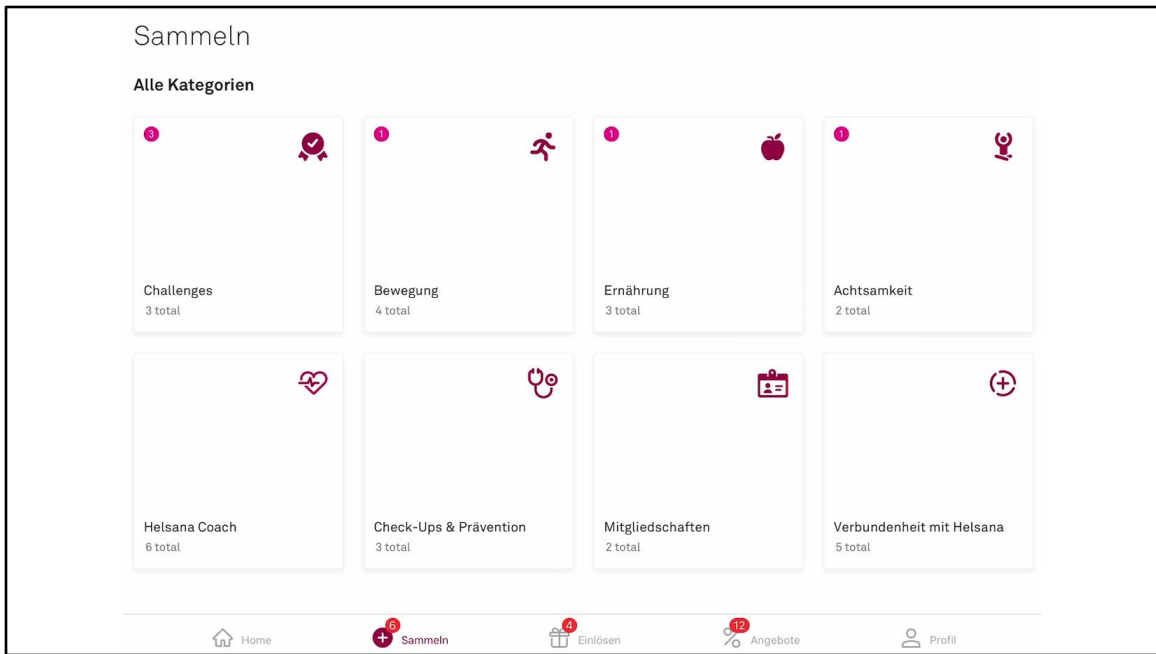 Sammeln
Alle Kategorien
3
1
1
1
Challenges
Bewegung
Ernährung
Achtsamkeit
3 total
4 total
3 total
2 total
Helsana Coach
Check-Ups & Prävention
Mitgliedschaften
Verbundenheit mit Helsana
6 total
3 total
2 total
5 total
Home
6
Sammeln
4
Einlösen
12
Angebote
Profil